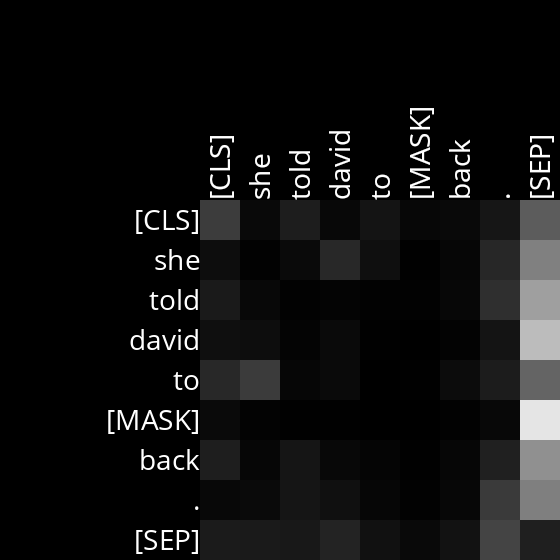 [CLS] she told david to [MASK] back . [SEP]
[CLS]
she
told
david
to
[MASK]
back
.
[SEP]